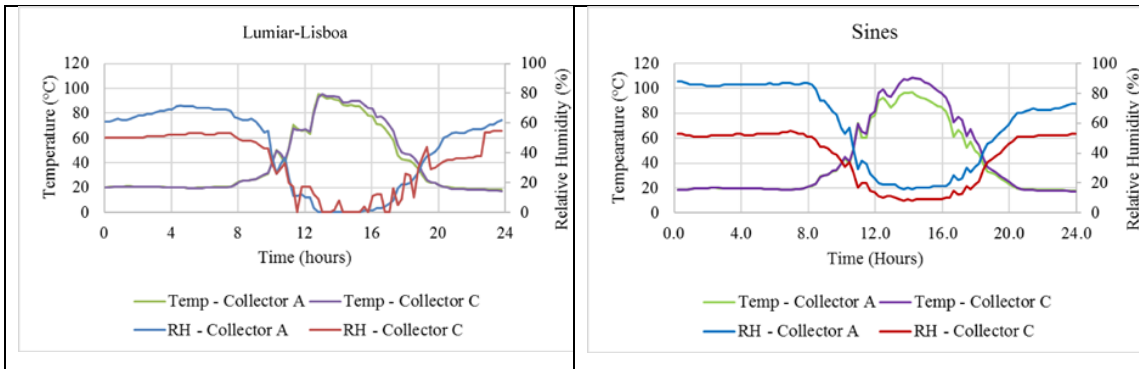 Lumiar-Lisboa
Temperature (°C)
120
100
80
60
40
20
0
100
80
60
40
20
0
Relative Humidity (%)
0 4 8 12 16 20 24
Time (hours)
Temp - Collector A
Temp - Collector C
RH - Collector A
RH - Collector C
Sines
Tempearature (°C)
120
100
80
60
40
20
0
100
80
60
40
20
0
Relative Humidity (%)
0.0 4.0 8.0 12.0 16.0 20.0 24.0
Time (Hours)
Temp - Collector A
Temp - Collector C
RH - Collector A
RH - Collector C